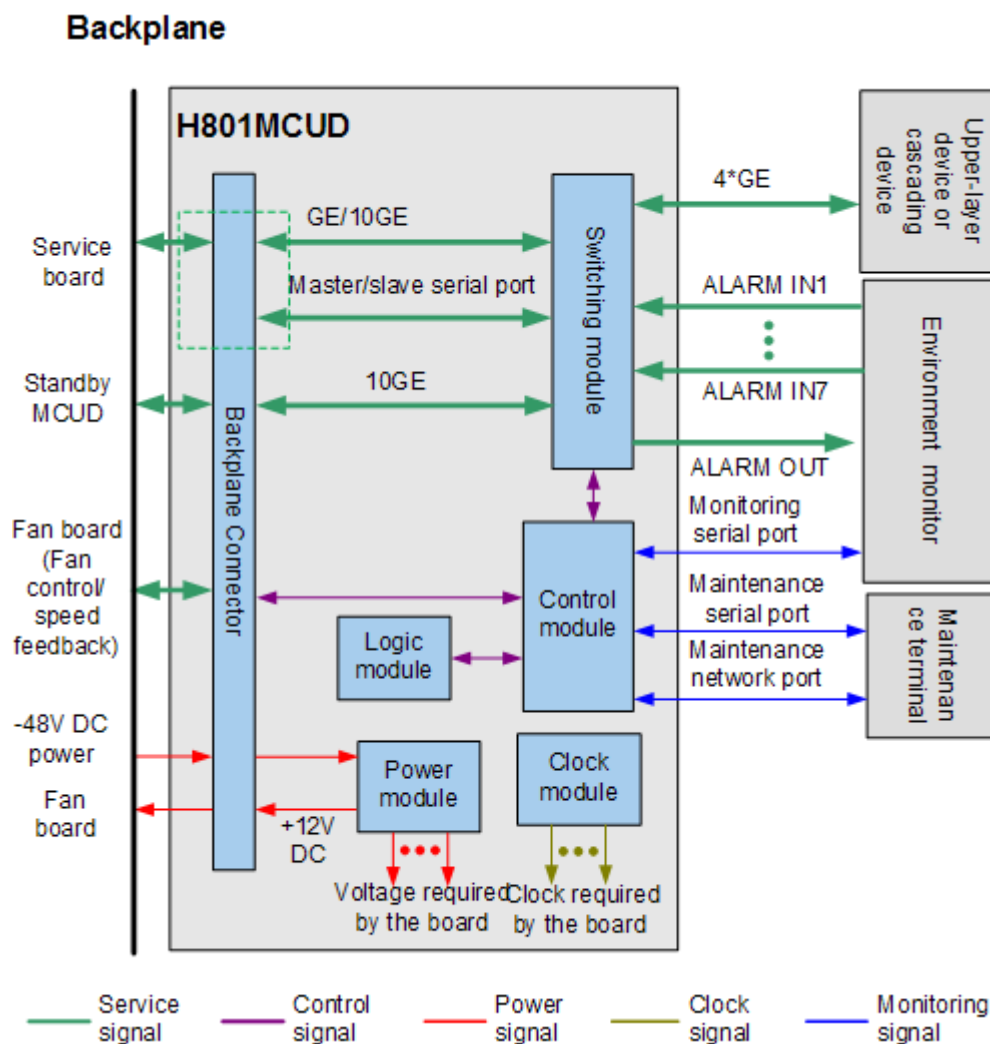 Backplane
H801MCUD
Service
board
Standby
MCUD
Fan board
(Fan
control/
speed
feedback)
-48V DC
power
Fan
board
Backplane Connector
GE/10GE
Master/slave serial port
10GE
Switching module
4*GE
ALARM IN1
ALARM IN7
ALARM OUT
Monitoring
serial port
Maintenance
serial port
Maintenance
network port
Upper-layer
device or
cascading
device
Environment monitor
Maintenan
ce terminal
Control
module
Logic
module
Power
module
+12V
DC
Clock
module
Voltage required
by the board
Clock required
by the board
Service
signal
Control
signal
Power
signal
Clock
signal
Monitoring
signal